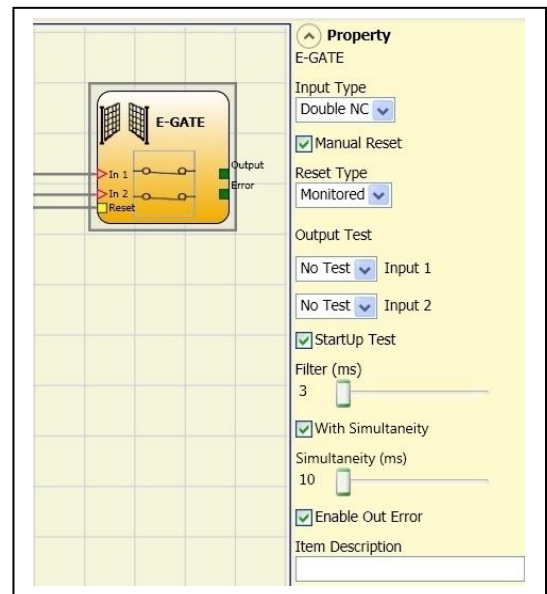 E-GATE
In 1
In 2
Reset
Output
Error
Property
E-GATE
Input Type
Double NC
Manual Reset
Reset Type
Monitored
Output Test
No Test Input 1
No Test Input 2
StartUp Test
Filter (ms)
3
With Simultaneity
Simultaneity (ms)
10
Enable Out Error
Item Description